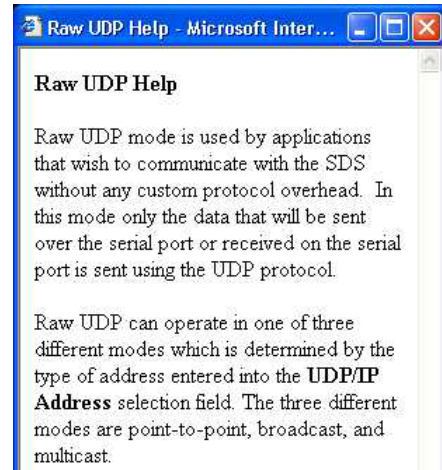 Raw UDP Help - Microsoft Inter...
Raw UDP Help
Raw UDP mode is used by applications
that wish to communicate with the SDS
without any custom protocol overhead. In
this mode only the data that will be sent
over the serial port or received on the serial
port is sent using the UDP protocol.
Raw UDP can operate in one of three
different modes which is determined by the
type of address entered into the UDP/IP
Address selection field. The three different
modes are point-to-point, broadcast, and
multicast.